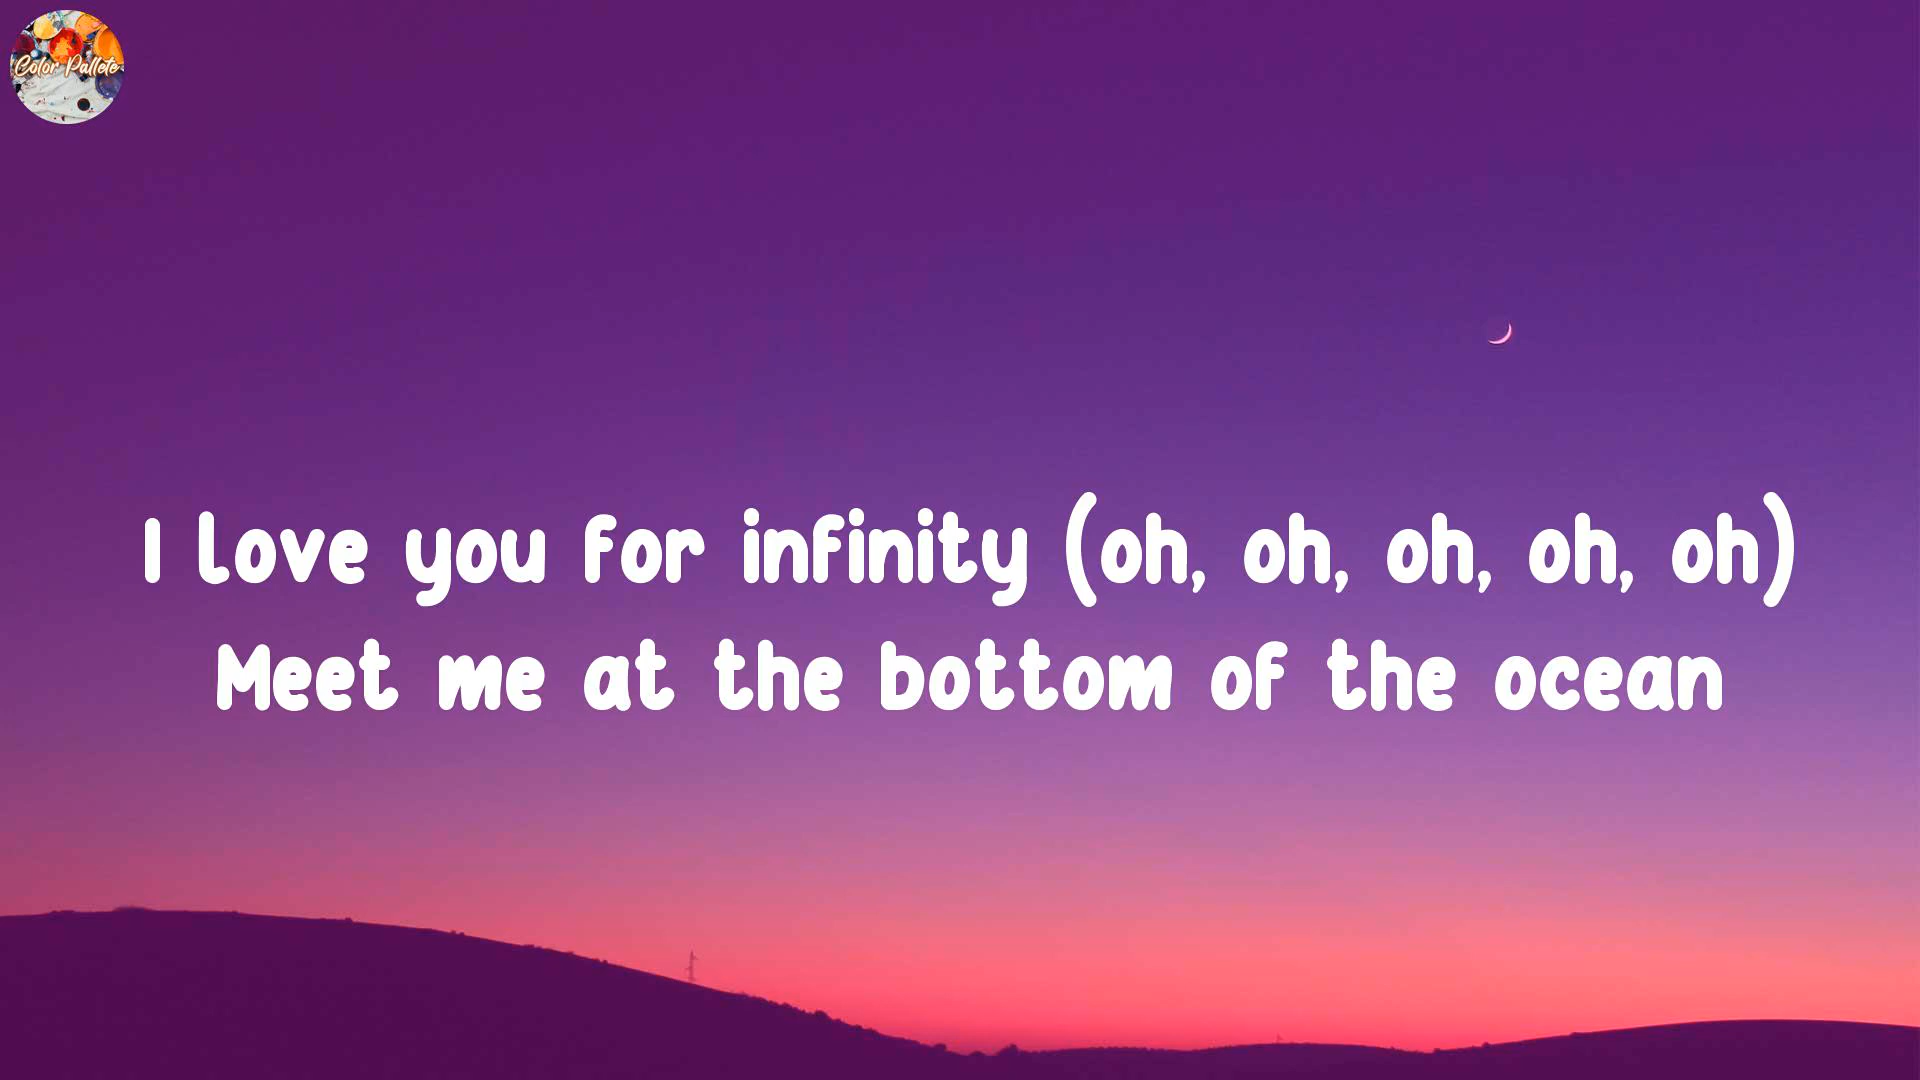 Color Pallete
I love you for infinity (oh, oh, oh, oh, oh)
Meet me at the bottom of the ocean